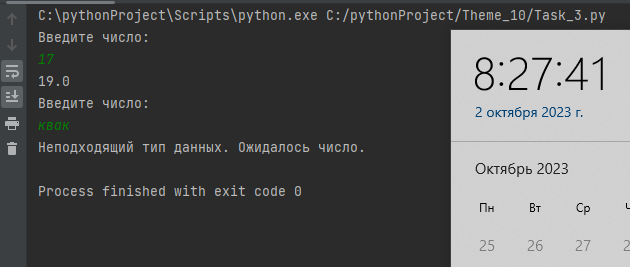 C:\pythonProject\Scripts\python.exe C:/pythonProject/Theme_10/Task_3.py
Введите число:
17
19.0
Введите число:
квак
Неподходящий тип данных. Ожидалось число.
Process finished with exit code 0
8:27:41
2 октября 2023 г.
Октябрь 2023
Пн Вт Ср
25 26 27